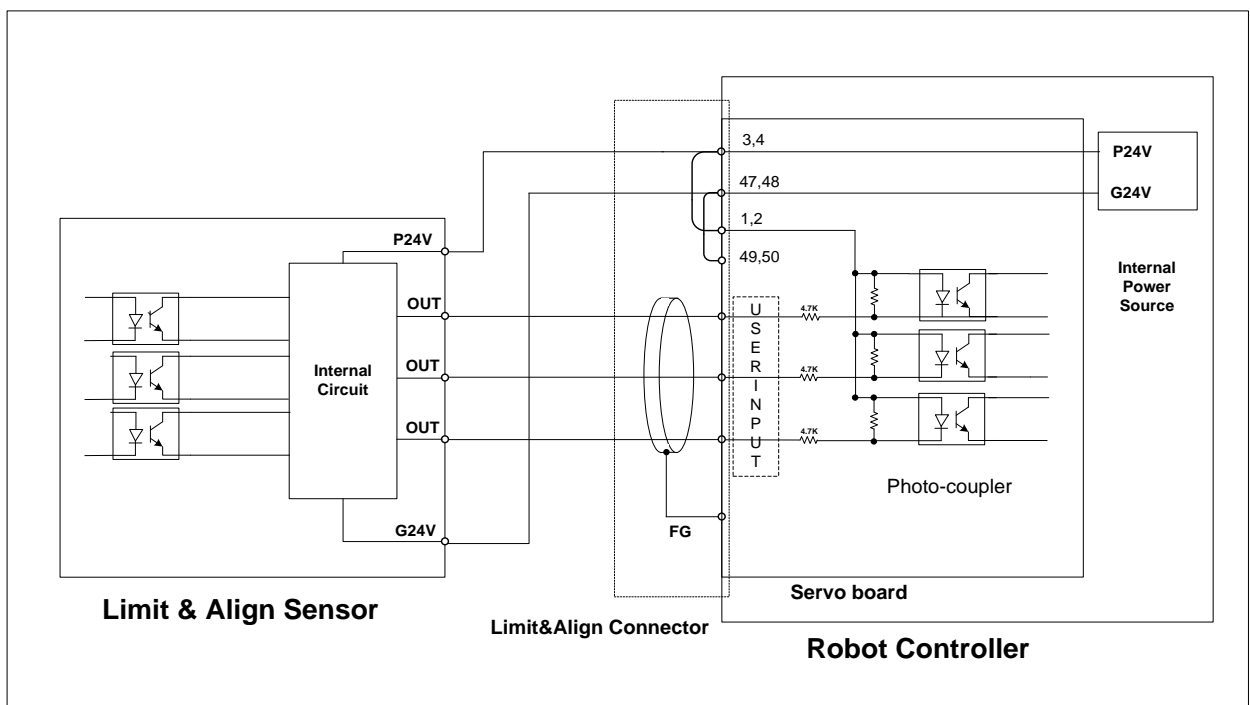 3,4
P24V
47,48
G24V
1,2
P24V
49,50
Internal
Power
Source
OUT
USER INPUT
4.7K
Internal
Circuit
OUT
4.7K
OUT
4.7K
Photo-coupler
G24V
FG
Servo board
Limit & Align Sensor
Limit&Align Connector
Robot Controller